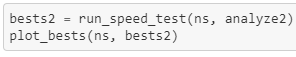 bests2 = run_speed_test(ns, analyze2)
plot_bests(ns, bests2)